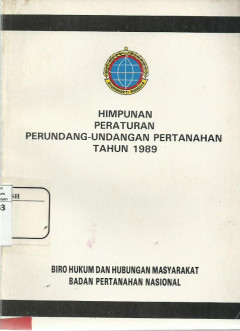 HIMPUNAN
PERATURAN
PERUNDANG-UNDANGAN PERTANAHAN
TAHUN 1989
BIRO HUKUM DAN HUBUNGAN MASYARAKAT
BADAN PERTANAHAN NASIONAL